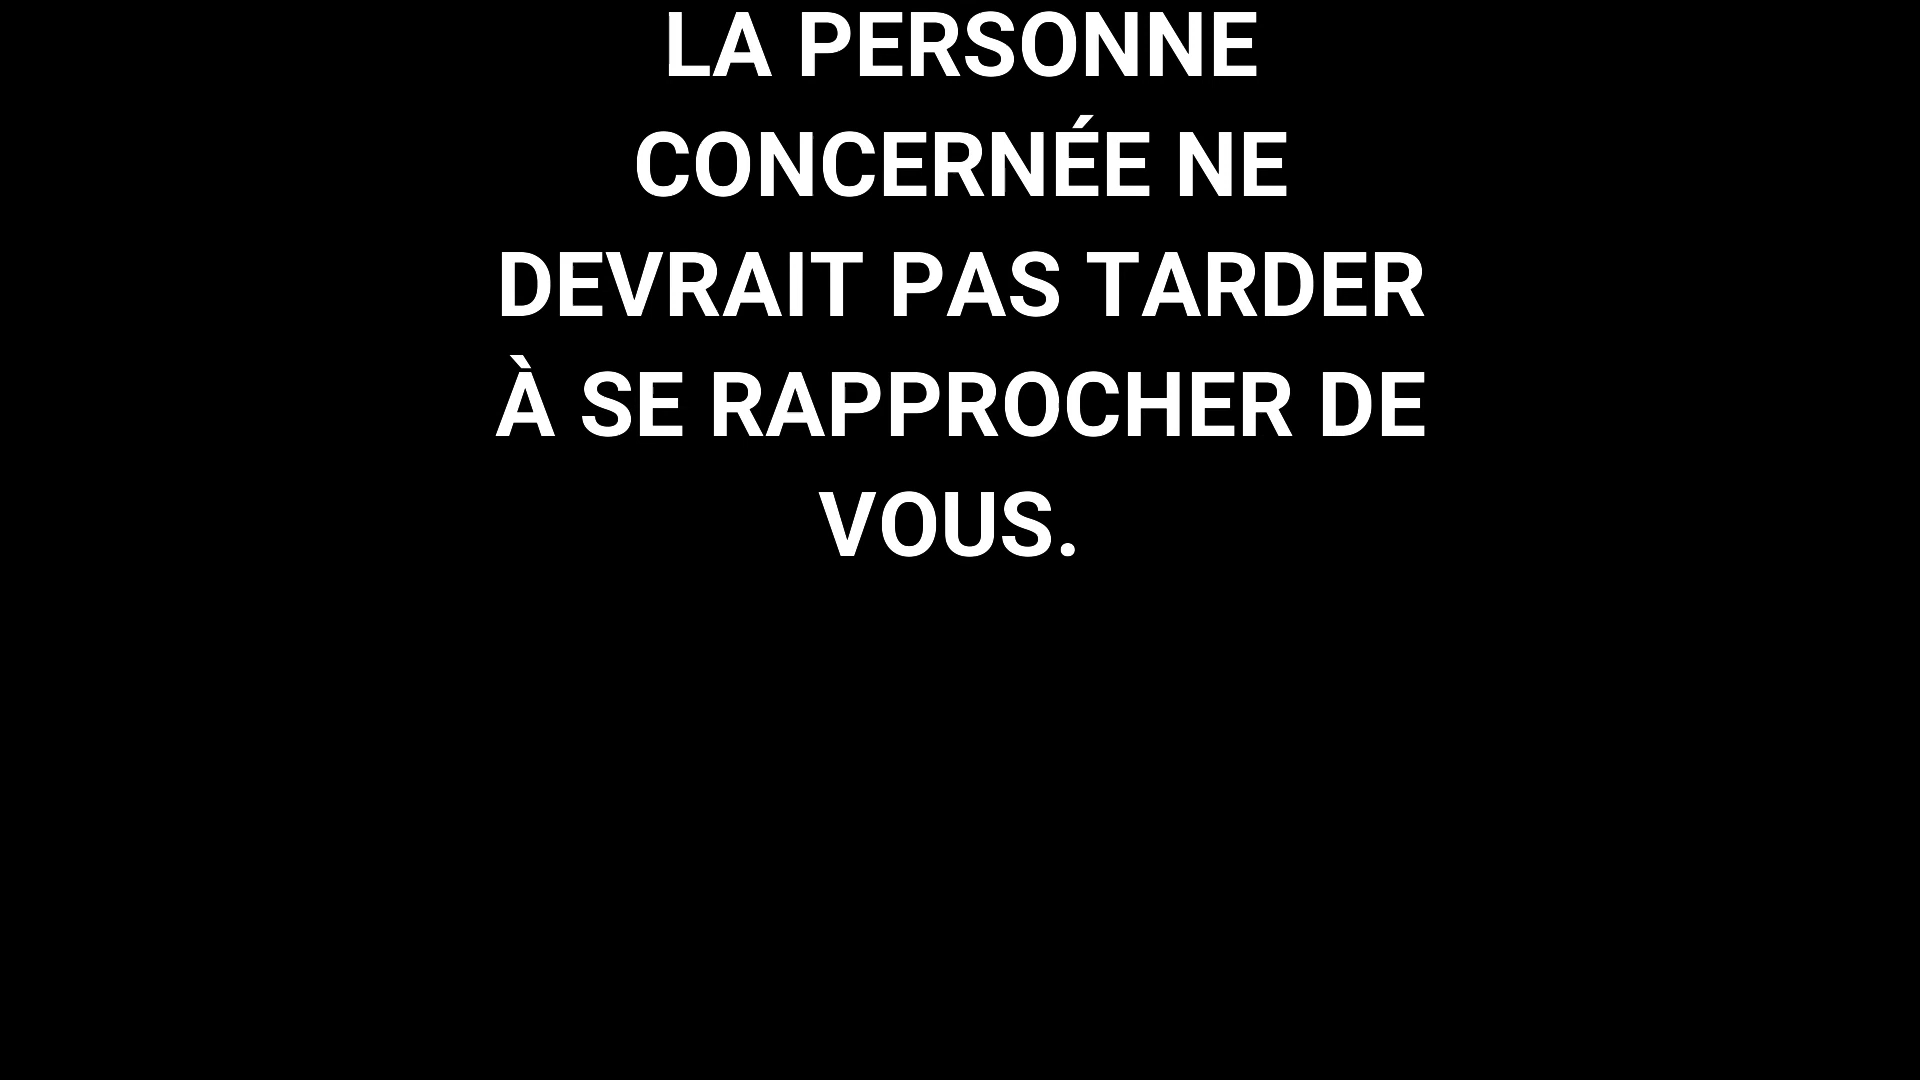 LA PERSONNE
CONCERNÉE NE
DEVRAIT PAS TARDER
À SE RAPPROCHER DE
VOUS.